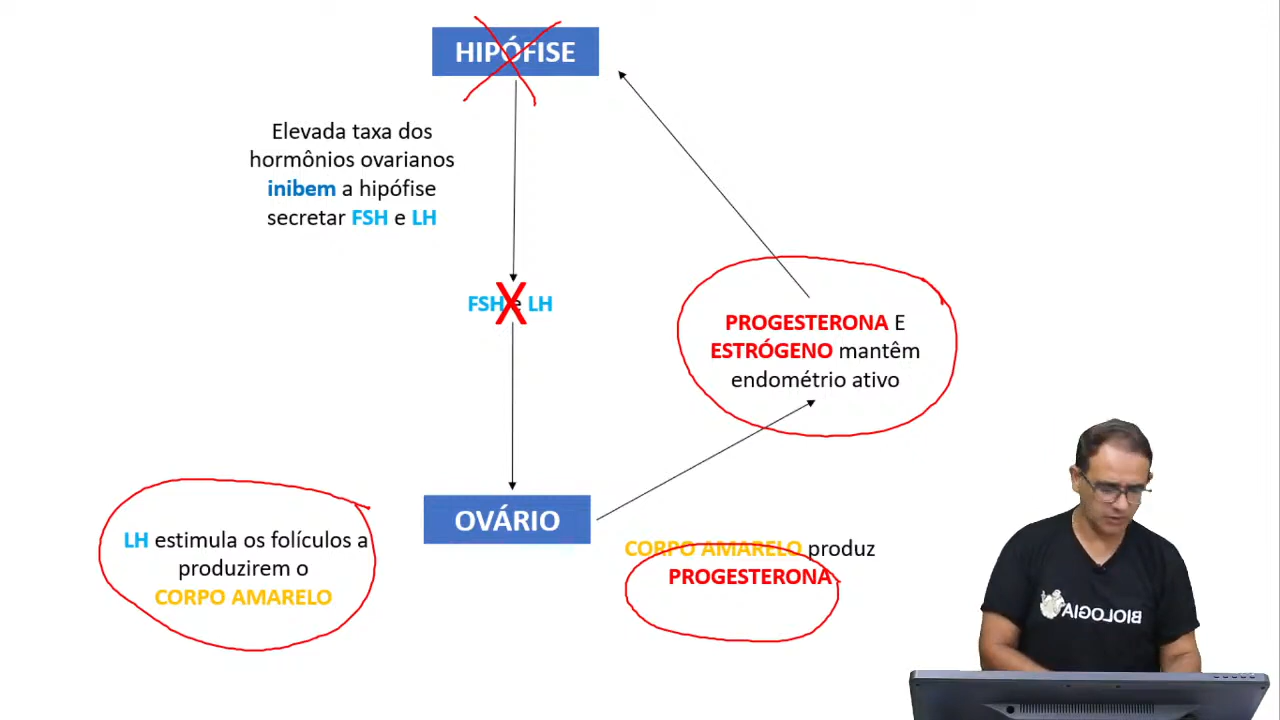 HIPÓFISE
Elevada taxa dos
hormônios ovarianos
inibem a hipófise
secretar FSH e LH
FSH e LH
PROGESTERONA E
ESTRÓGENO mantêm
endométrio ativo
OVÁRIO
LH estimula os folículos a
produzirem o
CORPO AMARELO
CORPO AMARELO produz
PROGESTERONA
BIOLOGIA